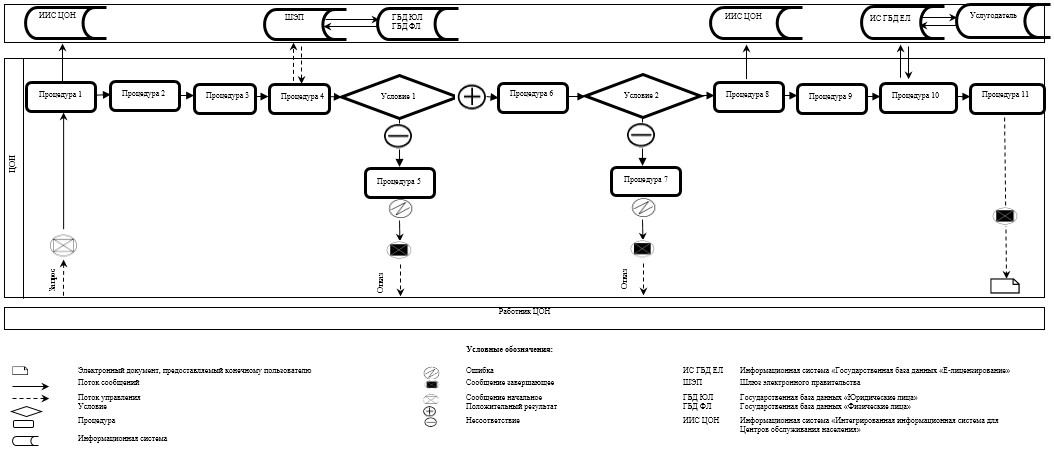 ИИС ЦОН
ШЭП
ГБД ЮЛ
ГБД ФЛ
ИИС ЦОН
ИС ГБД ЕЛ
Услугодатель
ЦОН
Процедура 1
Процедура 2
Процедура 3
Процедура 4
Условие 1
Процедура 6
Условие 2
Процедура 8
Процедура 9
Процедура 10
Процедура 11
Процедура 5
Процедура 7
Запрос
Отказ
Отказ
Работник ЦОН
Условные обозначения:
Электронный документ, предоставляемый конечному пользователю
Поток сообщений
Поток управления
Условие
Процедура
Информационная система
Ошибка
Сообщение завершающее
Сообщение начальное
Положительный результат
Несоответствие
ИС ГБД ЕЛ Информационная система «Государственная база данных «Е-лицензирование»
ШЭП Шлюз электронного правительства
ГБД ЮЛ Государственная база данных «Юридические лица»
ГБД ФЛ Государственная база данных «Физические лица»
ИИС ЦОН Информационная система «Интегрированная информационная система для
Центров обслуживания населения»